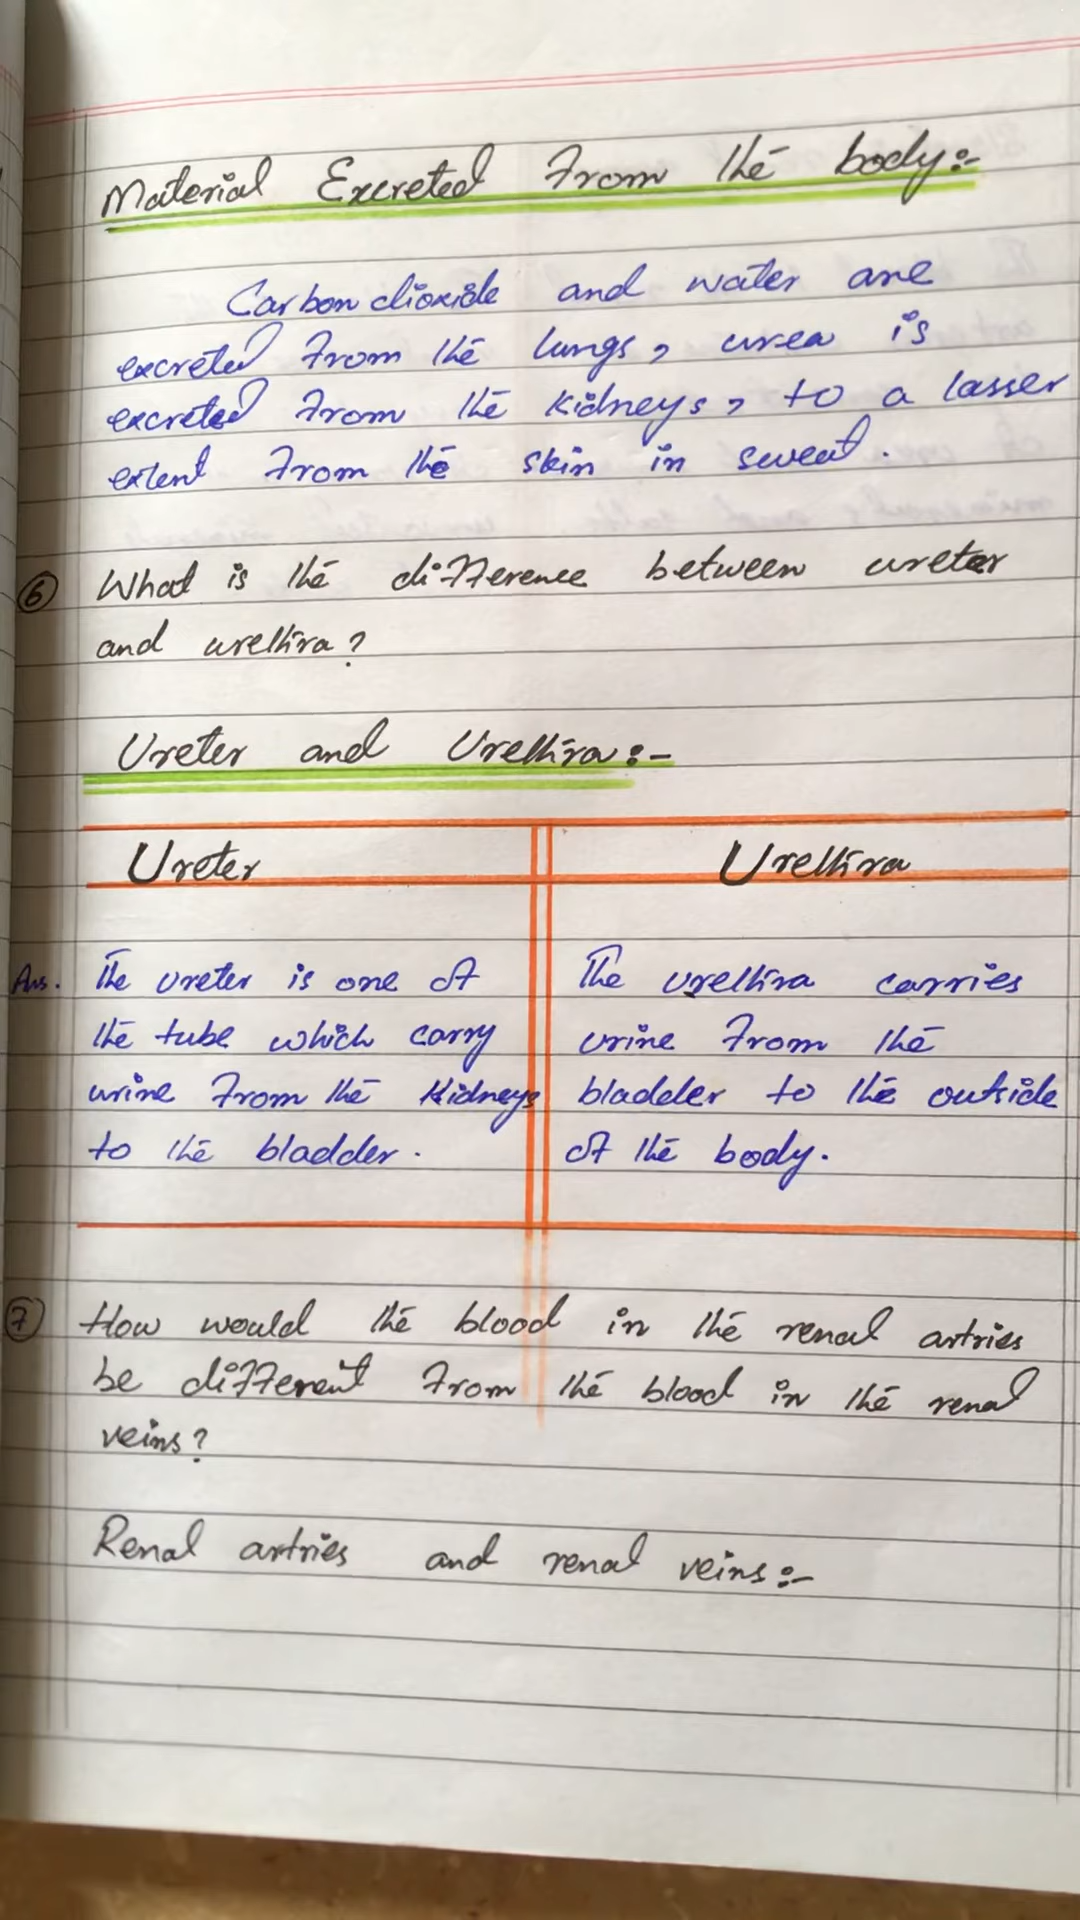 Material Excreted From the body:-
Carbon dioxide and water are
excreted from the lungs, urea is
excreted from the kidneys, to a lasser
extent from the skin in sweat.
6 What is the difference between ureter
and urethra?
Ureter and Urethra:-
Ureter Urethra
Ans. The ureter is one of
the tube which carry
urine from the kidneys
to the bladder.
The urethra carries
urine from the
bladder to the outside
of the body.
7 How would the blood in the renal artries
be different from the blood in the renal
veins?
Renal artries and renal veins:-